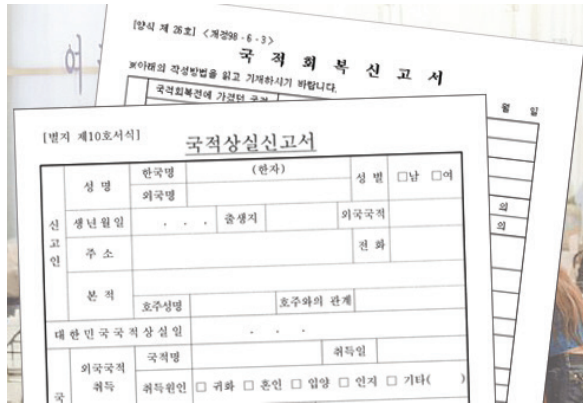 [양식 제 26호] <개정98 - 6 - 3>
국 적 회 복 신 고 서
※아래의 작성방법을 읽고 기재하시기 바랍니다.
국적회복전에 가졌던 국적
월 일
의
의
[별지 제10호서식]
국적상실신고서
신고인
성 명 한국명 (한자) 성 별 □남 □여
외국명
생년월일 . . . 출생지 외국국적
주 소 전 화
본 적
호주성명 호주와의 관계
대 한 민 국 국 적 상 실 일 . . .
국
외국국적 취득 국적명 취득일
취득원인 □ 귀화 □ 혼인 □ 입양 □ 인지 □ 기타( )